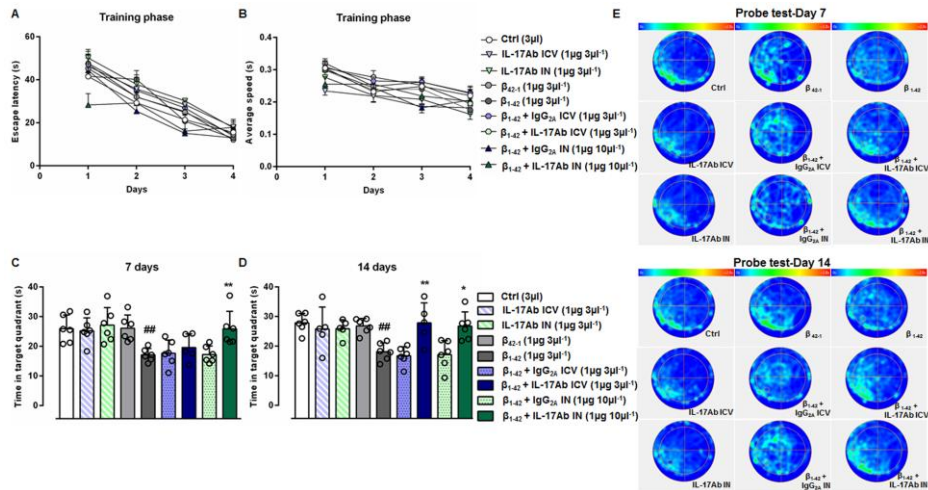 A
Training phase
Escape latency (s)
60
40
20
0
0 1 2 3 4
Days
B
Training phase
Average speed (s)
0.4
0.3
0.2
0.1
0.0
0 1 2 3 4
Days
Ctrl (3µl)
IL-17Ab ICV (1µg 3µl-1)
IL-17Ab IN (1µg 3µl-1)
β42-1 (1µg 3µl-1)
β1-42 (1µg 3µl-1)
β1-42 + IgG2A ICV (1µg 3µl-1)
β1-42 + IL-17Ab ICV (1µg 3µl-1)
β1-42 + IgG2A IN (1µg 10µl-1)
β1-42 + IL-17Ab IN (1µg 10µl-1)
C
7 days
Time in target quadrant (s)
40
30
20
10
0
##
**
D
14 days
Time in target quadrant (s)
40
30
20
10
0
##
**
*
Ctrl (3µl)
IL-17Ab ICV (1µg 3µl-1)
IL-17Ab IN (1µg 3µl-1)
β42-1 (1µg 3µl-1)
β1-42 (1µg 3µl-1)
β1-42 + IgG2A ICV (1µg 3µl-1)
β1-42 + IL-17Ab ICV (1µg 3µl-1)
β1-42 + IgG2A IN (1µg 10µl-1)
β1-42 + IL-17Ab IN (1µg 10µl-1)
E
Probe test-Day 7
Ctrl
β42-1
β1-42
IL-17Ab ICV
β1-42 +
IgG2A ICV
β1-42 +
IL-17Ab ICV
IL-17Ab IN
β1-42 +
IgG2A IN
β1-42 +
IL-17Ab IN
Probe test-Day 14
Ctrl
β42-1
β1-42
IL-17Ab ICV
β1-42 +
IgG2A ICV
β1-42 +
IL-17Ab ICV
IL-17Ab IN
β1-42 +
IgG2A IN
β1-42 +
IL-17Ab IN